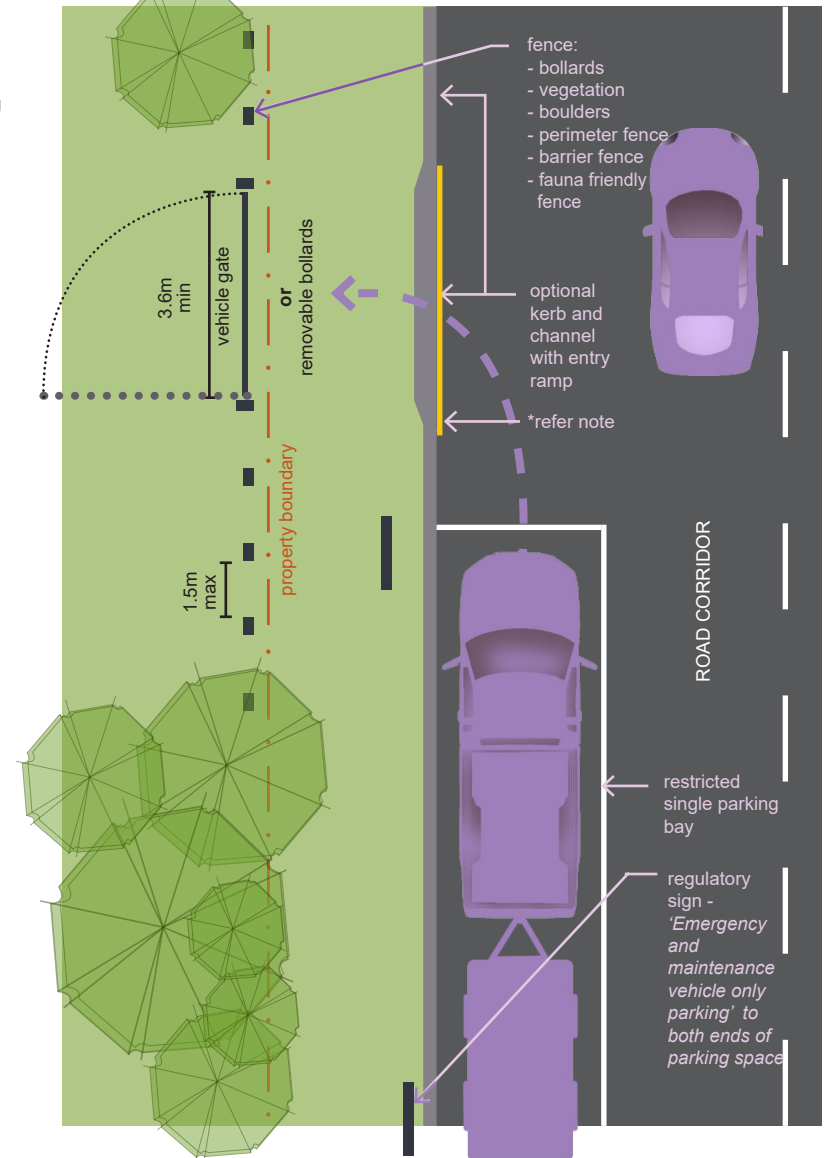 fence:
- bollards
- vegetation
- boulders
- perimeter fence
- barrier fence
- fauna friendly
fence
3.6m
min
vehicle gate
or
removable bollards
optional
kerb and
channel
with entry
ramp
*refer note
property boundary
1.5m
max
ROAD CORRIDOR
restricted
single parking
bay
regulatory
sign -
‘Emergency
and
maintenance
vehicle only
parking’ to
both ends of
parking space